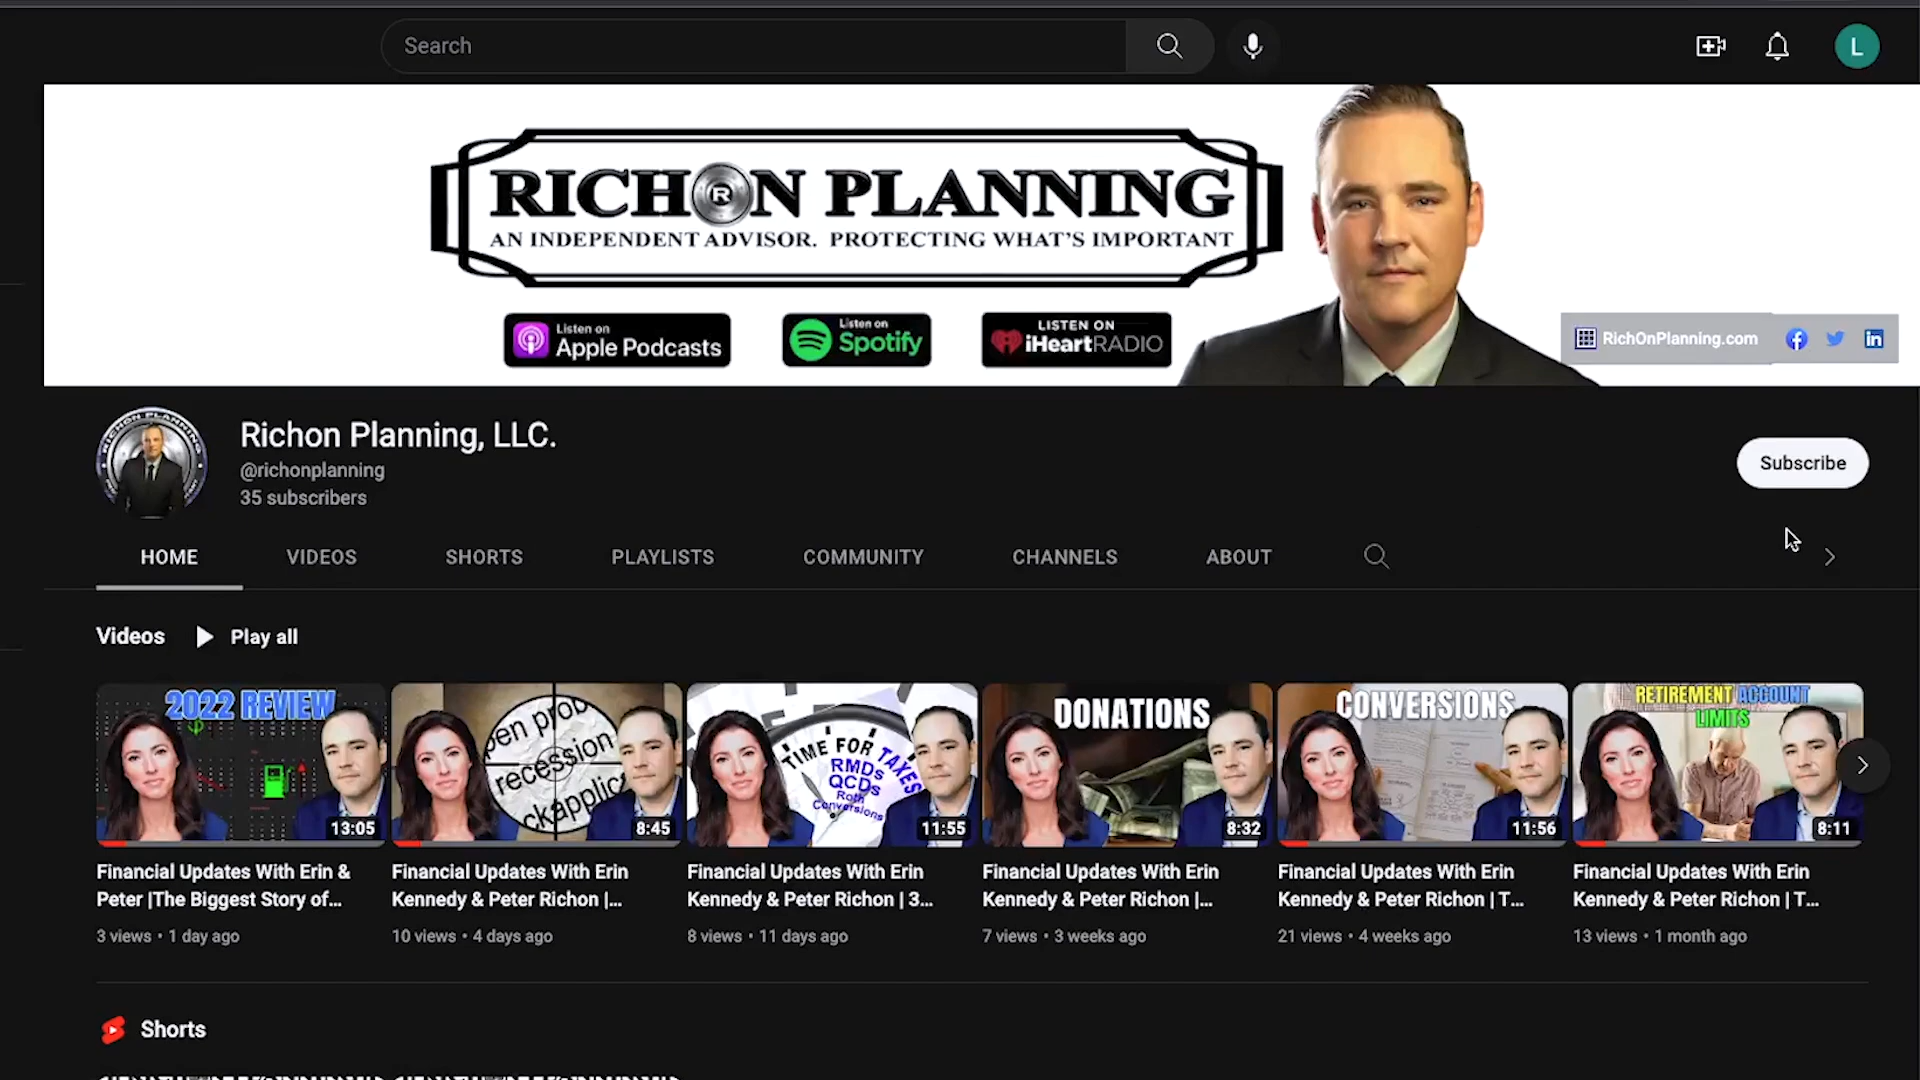 Search
L
RICHON PLANNING
AN INDEPENDENT ADVISOR. PROTECTING WHAT'S IMPORTANT
Listen on
Apple Podcasts
Listen on
Spotify
LISTEN ON
iHeartRADIO
RichOnPlanning.com
Richon Planning, LLC.
@richonplanning
35 subscribers
Subscribe
HOME
VIDEOS
SHORTS
PLAYLISTS
COMMUNITY
CHANNELS
ABOUT
Videos
Play all
2022 REVIEW
13:05
Financial Updates With Erin &
Peter |The Biggest Story of...
3 views • 1 day ago
pen prob
recession
ckapplic
8:45
Financial Updates With Erin
Kennedy & Peter Richon |...
10 views • 4 days ago
TIME FOR TAXES
RMDs
QCDs
Roth
Conversions
11:55
Financial Updates With Erin
Kennedy & Peter Richon | 3...
8 views • 11 days ago
DONATIONS
8:32
Financial Updates With Erin
Kennedy & Peter Richon |...
7 views • 3 weeks ago
CONVERSIONS
11:56
Financial Updates With Erin
Kennedy & Peter Richon | T...
21 views • 4 weeks ago
RETIREMENT ACCOUNT
LIMITS
8:11
Financial Updates With Erin
Kennedy & Peter Richon | T...
13 views • 1 month ago
Shorts